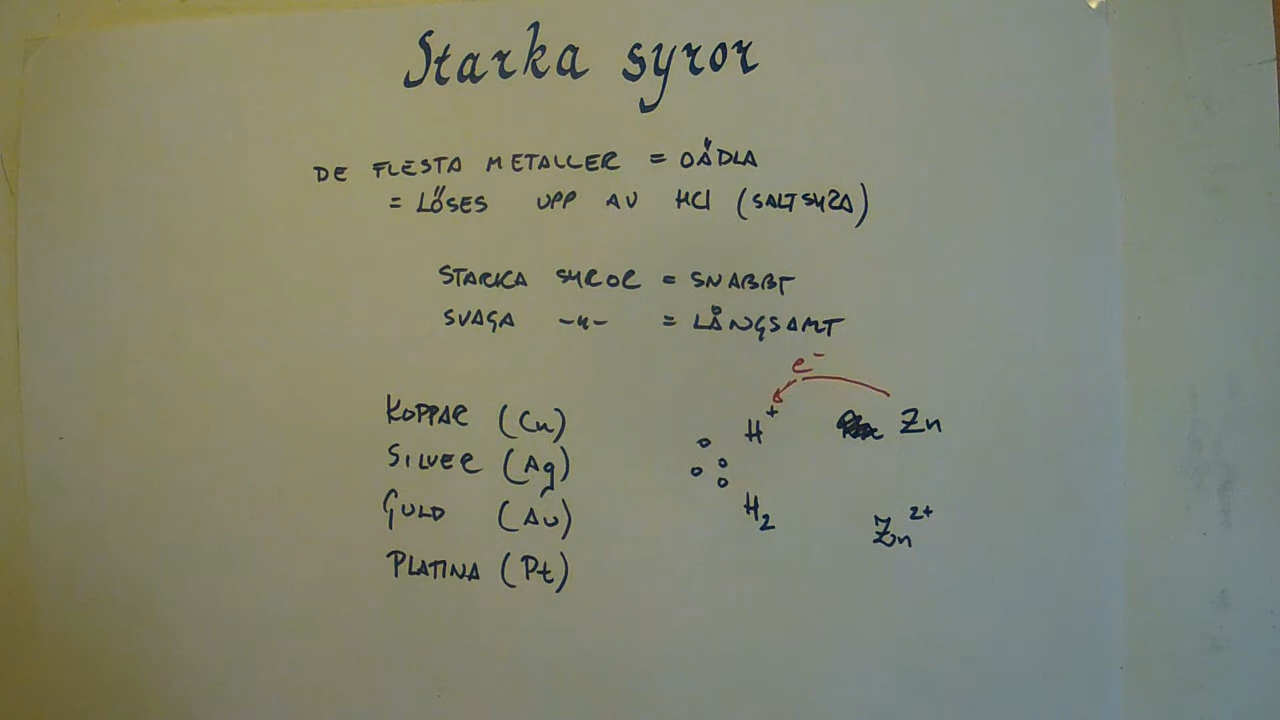 Starka syror
DE FLESTA METALLER = OÄDLA
= LÖSES UPP AV HCl (SALTSYRA)
STARKA SYROR = SNABBT
SVAGA -"- = LÅNGSAMT
e⁻
KOPPAR (Cu)
H⁺ Zn
SILVER (Ag)
GULD (Au)
H₂ Zn²⁺
PLATINA (Pt)